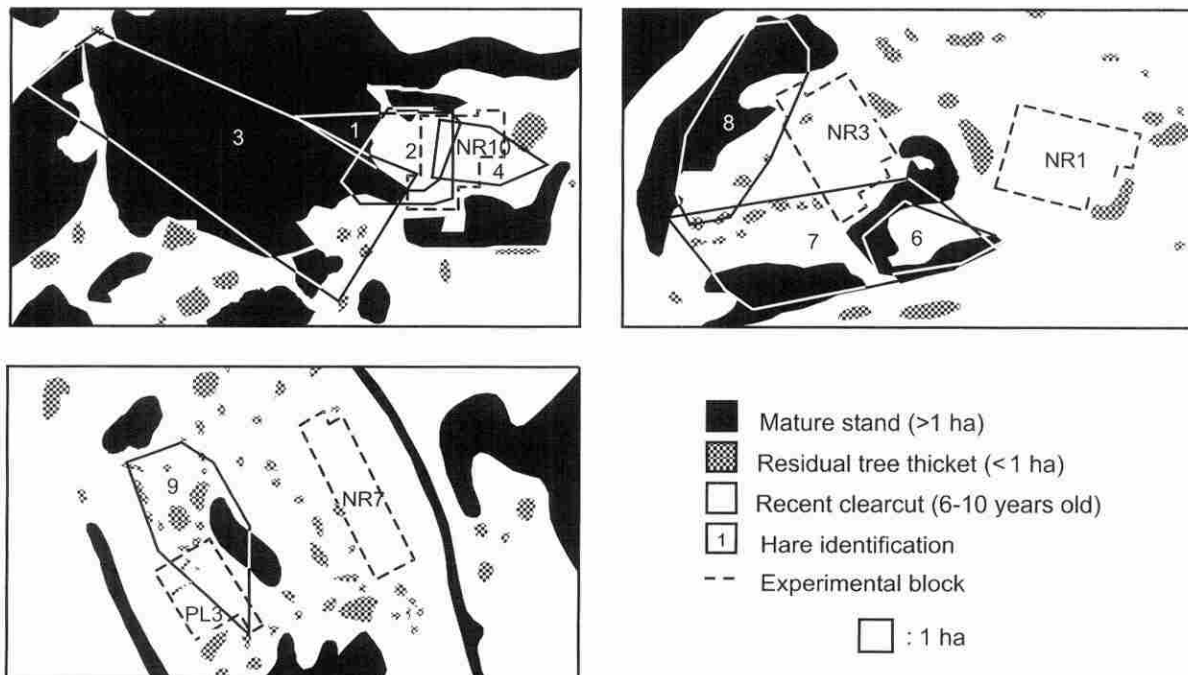 3
1
2
NR10
4
8
NR3
NR1
7
6
9
NR7
PL3
Mature stand (>1 ha)
Residual tree thicket (<1 ha)
Recent clearcut (6-10 years old)
1 Hare identification
Experimental block
: 1 ha